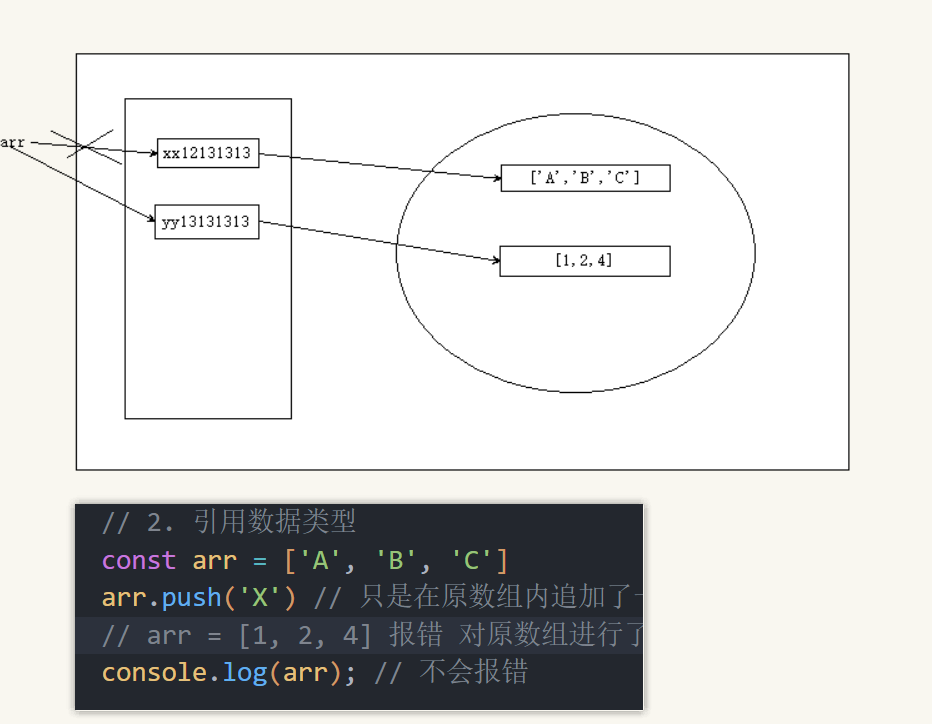 arr
xx12131313
['A','B','C']
yy13131313
[1,2,4]
// 2. 引用数据类型
const arr = ['A', 'B', 'C']
arr.push('X') // 只是在原数组内追加了
// arr = [1, 2, 4] 报错 对原数组进行了
console.log(arr); // 不会报错